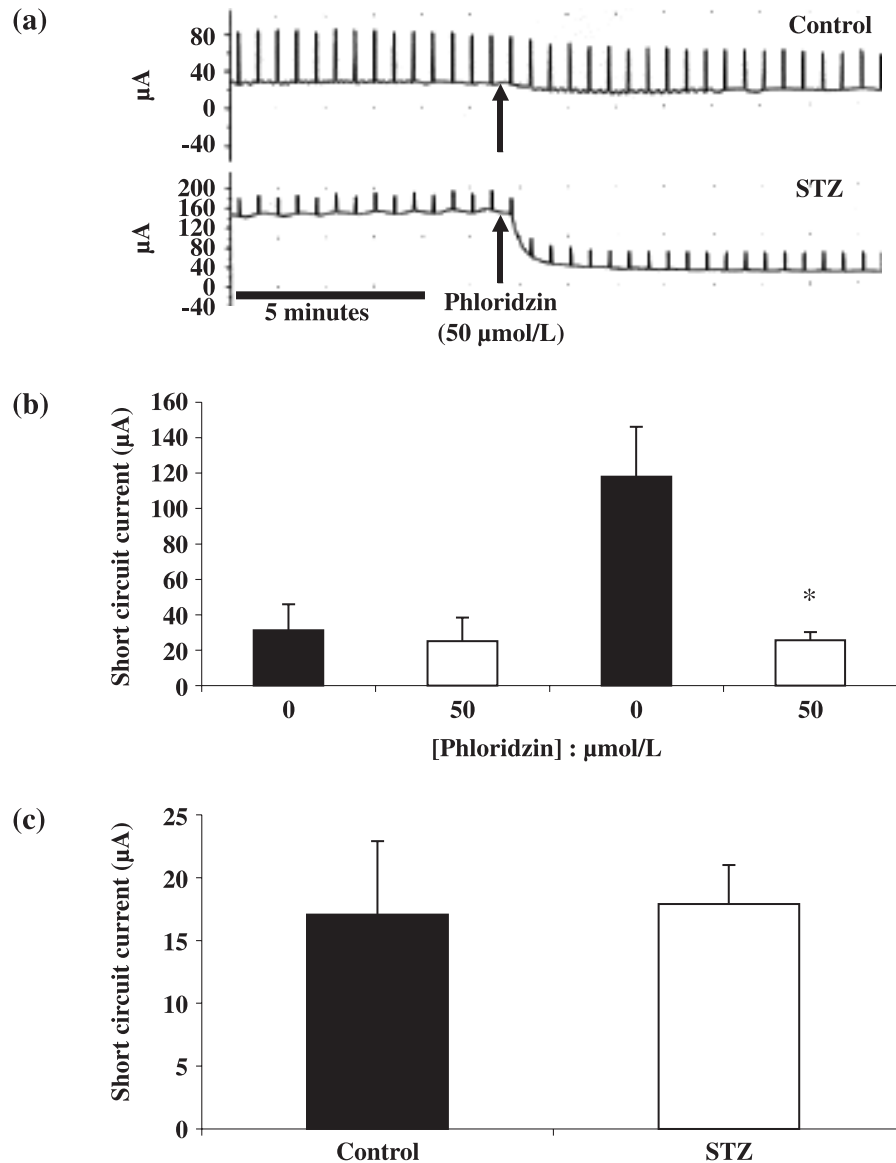 (a)
Control
80
40
0
-40
µA
STZ
200
160
120
80
40
0
-40
µA
5 minutes
Phloridzin
(50 µmol/L)
(b)
160
140
120
100
80
60
40
20
0
Short circuit current (µA)
*
0 50 0 50
[Phloridzin] : µmol/L
(c)
25
20
15
10
5
0
Short circuit current (µA)
Control STZ